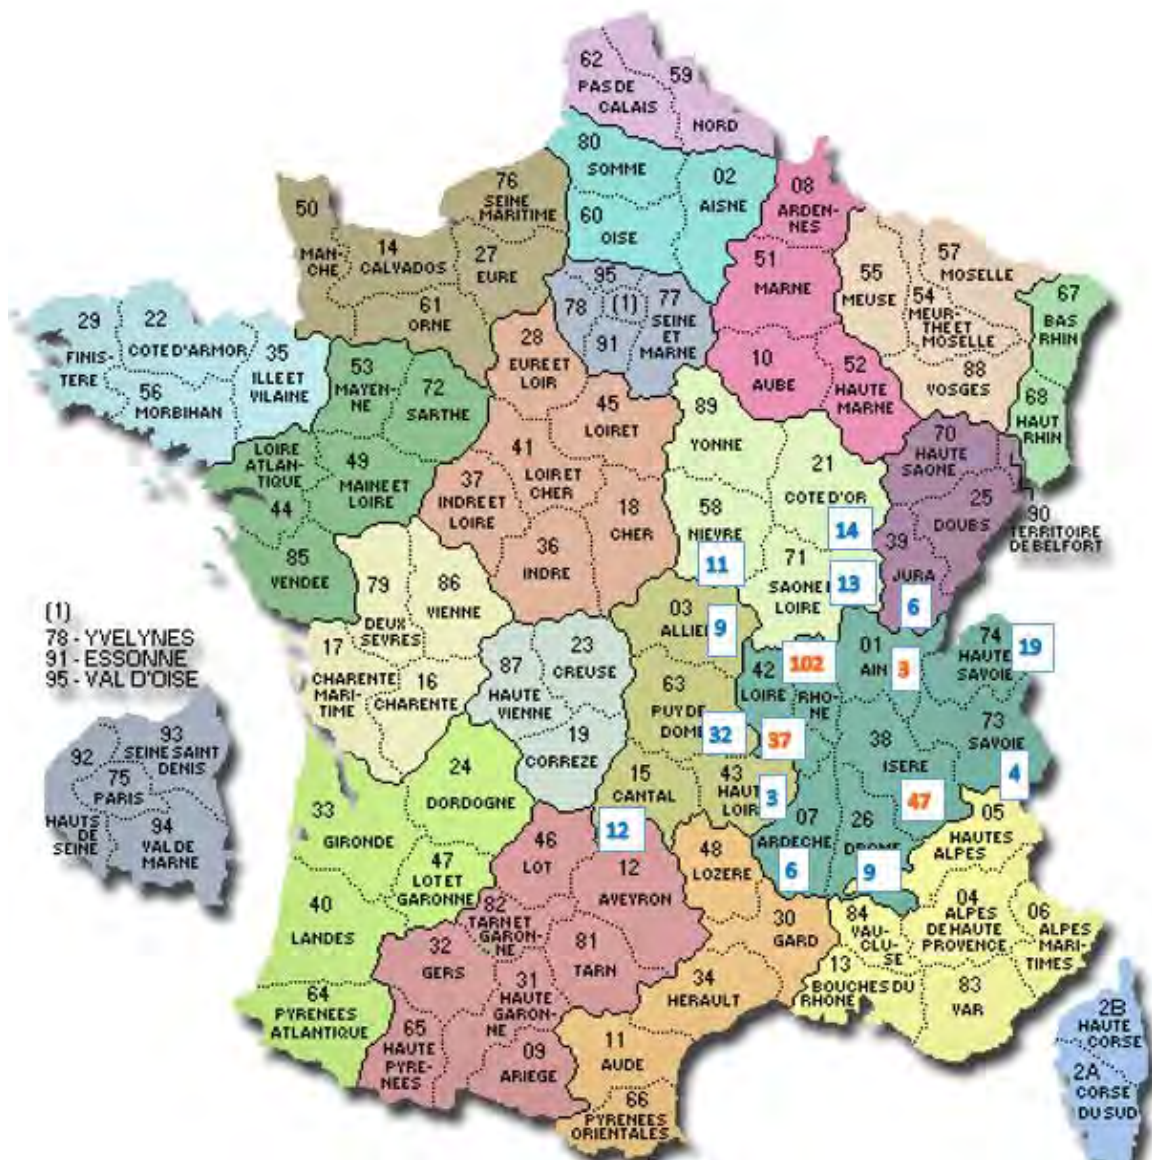 62
PAS DE
CALAIS
59
NORD
80
SOMME
02
AISNE
60
OISE
08
ARDEN-
NES
76
SEINE
MARITIME
50
MAN-
CHE
14
CALVADOS
27
EURE
61
ORNE
95
78
(1)
77
SEINE
ET
MARNE
91
51
MARNE
10
AUBE
52
HAUTE
MARNE
55
MEUSE
57
MOSELLE
54
MEUR-
THE ET
MOSELLE
88
VOSGES
67
BAS
RHIN
68
HAUT
RHIN
29
FINIS-
TERE
22
COTE D'ARMOR
35
ILLE ET
VILAINE
56
MORBIHAN
53
MAYEN-
NE
72
SARTHE
LOIRE
ATLAN-
TIQUE
44
49
MAINE ET
LOIRE
85
VENDEE
28
EURE ET
LOIR
45
LOIRET
41
LOIR ET
CHER
37
INDRE ET
LOIRE
18
CHER
36
INDRE
89
YONNE
21
COTE D'OR
14
58
NIEVRE
11
71
SAONE
LOIRE
13
70
HAUTE
SAONE
25
DOUBS
90
TERRITOIRE
DE BELFORT
39
JURA
6
79
DEUX
SEVRES
86
VIENNE
17
CHARENTE
MARI-
TIME
16
CHARENTE
87
HAUTE
VIENNE
23
CREUSE
19
CORREZE
03
ALLIE
9
63
PUY DE
DOM
32
15
CANTAL
43
HAUT
LOIR
3
42
LOIRE
102
RHO-
NE
37
01
AIN
3
74
HAUTE
SAVOIE
19
73
SAVOIE
4
38
ISERE
47
07
ARDECHE
6
26
DROME
9
(1)
78 - YVELYNES
91 - ESSONNE
95 - VAL D'OISE
92
HAUTS
DE
SEINE
93
SEINE SAINT
DENIS
75
PARIS
94
VAL DE
MARNE
33
GIRONDE
24
DORDOGNE
47
LOT ET
GARONNE
40
LANDES
64
PYRENEES
ATLANTIQUE
46
LOT
12
12
AVEYRON
82
TARN ET
GARON-
NE
32
GERS
81
TARN
31
HAUTE
GARON-
NE
65
HAUTE
PYRE-
NEES
09
ARIEGE
48
LOZERE
30
GARD
34
HERAULT
11
AUDE
66
PYRENEES
ORIENTALES
05
HAUTES
ALPES
04
ALPES
DE HAUTE
PROVENCE
06
ALPES
MARI-
TIMES
84
VAU-
CLU-
SE
13
BOUCHES DU
RHONE
83
VAR
2B
HAUTE
CORSE
2A
CORSE
DU SUD